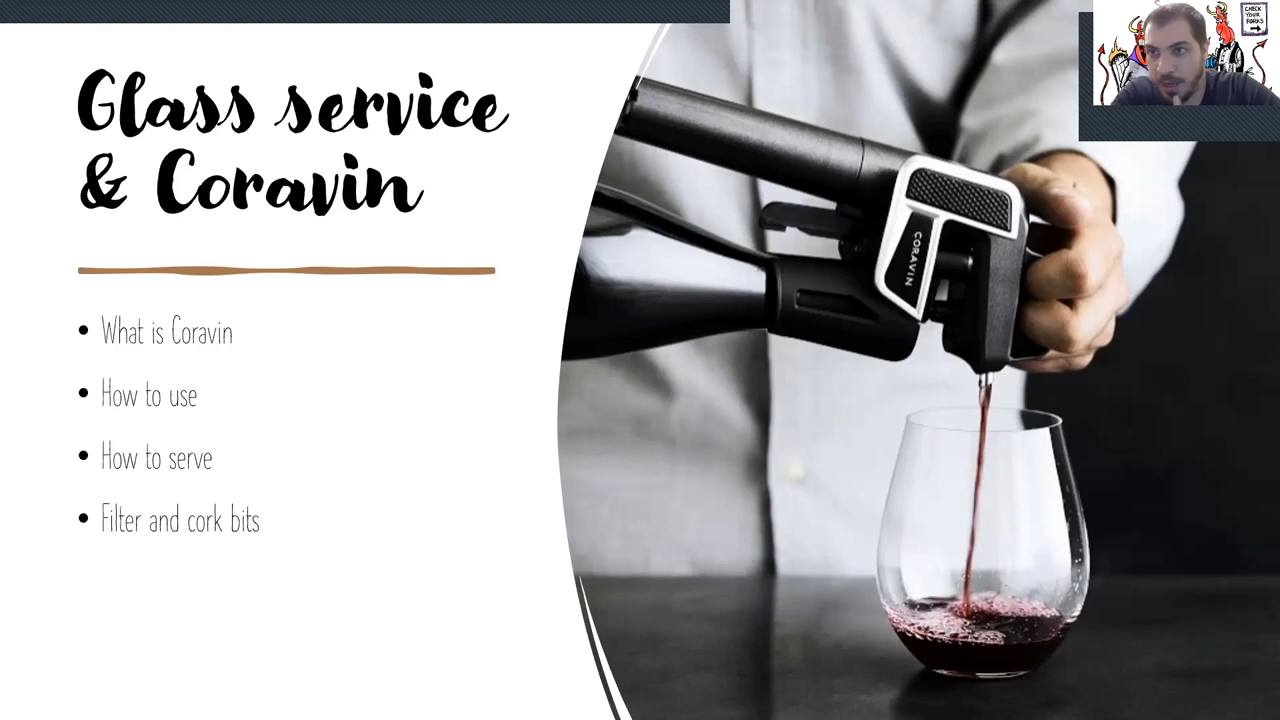 Glass service
& Coravin
• What is Coravin
• How to use
• How to serve
• Filter and cork bits
CORAVIN
CHECK
YOUR
FORKS